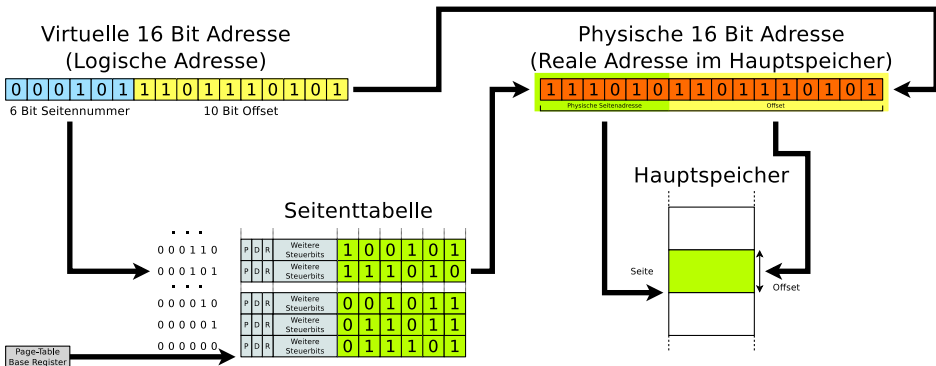 Virtuelle 16 Bit Adresse
(Logische Adresse)
0 0 0 1 0 1 1 1 0 1 1 1 0 1 0 1
6 Bit Seitennummer 10 Bit Offset
Physische 16 Bit Adresse
(Reale Adresse im Hauptspeicher)
1 1 1 0 1 0 1 1 0 1 1 1 0 1 0 1
Physische Seitenadresse Offset
Hauptspeicher
Seite
Offset
Seitenttabelle
. . .
0 0 0 1 1 0 P D R Weitere Steuerbits 1 0 0 1 0 1
0 0 0 1 0 1 P D R Weitere Steuerbits 1 1 1 0 1 0
. . .
0 0 0 0 1 0 P D R Weitere Steuerbits 0 0 1 0 1 1
0 0 0 0 0 1 P D R Weitere Steuerbits 0 1 1 0 1 1
0 0 0 0 0 0 P D R Weitere Steuerbits 0 1 1 1 0 1
Page-Table
Base Register